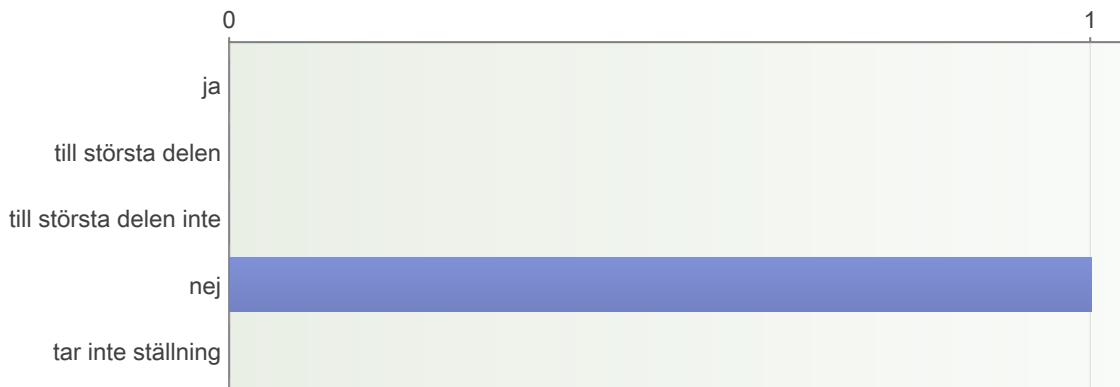 0 1
ja
till största delen
till största delen inte
nej
tar inte ställning